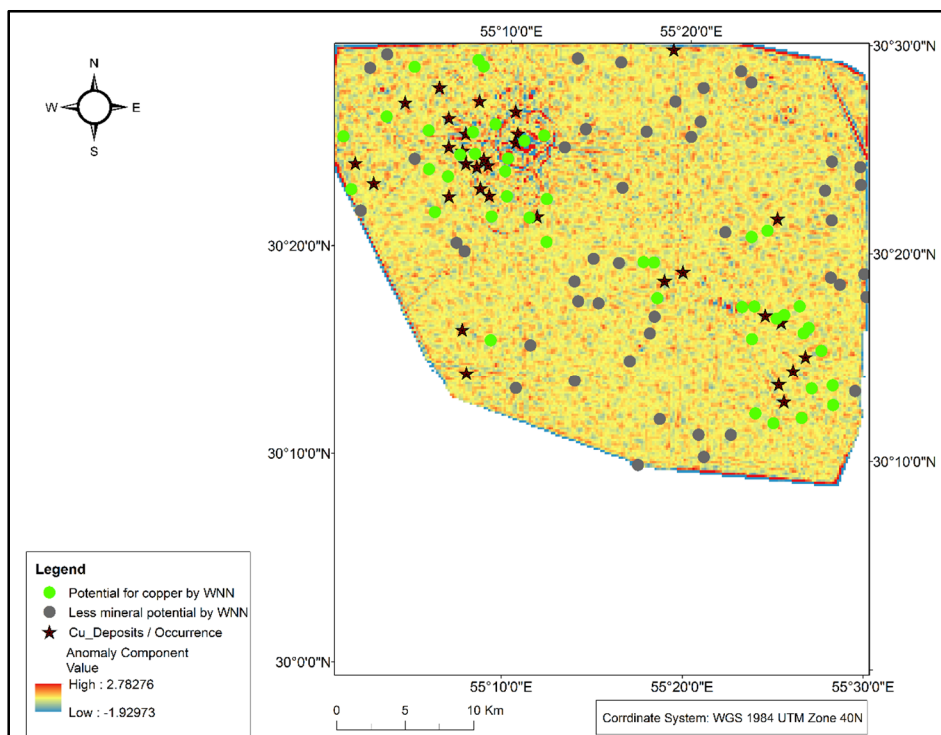 55°10'0"E
55°20'0"E
30°30'0"N
N
W
E
S
30°20'0"N
30°20'0"N
30°10'0"N
30°10'0"N
Legend
Potential for copper by WNN
Less mineral potential by WNN
Cu_Deposits / Occurrence
Anomaly Component
Value
High : 2.78276
Low : -1.92973
30°0'0"N
55°10'0"E
55°20'0"E
55°30'0"E
0
5
10 Km
Corrdinate System: WGS 1984 UTM Zone 40N